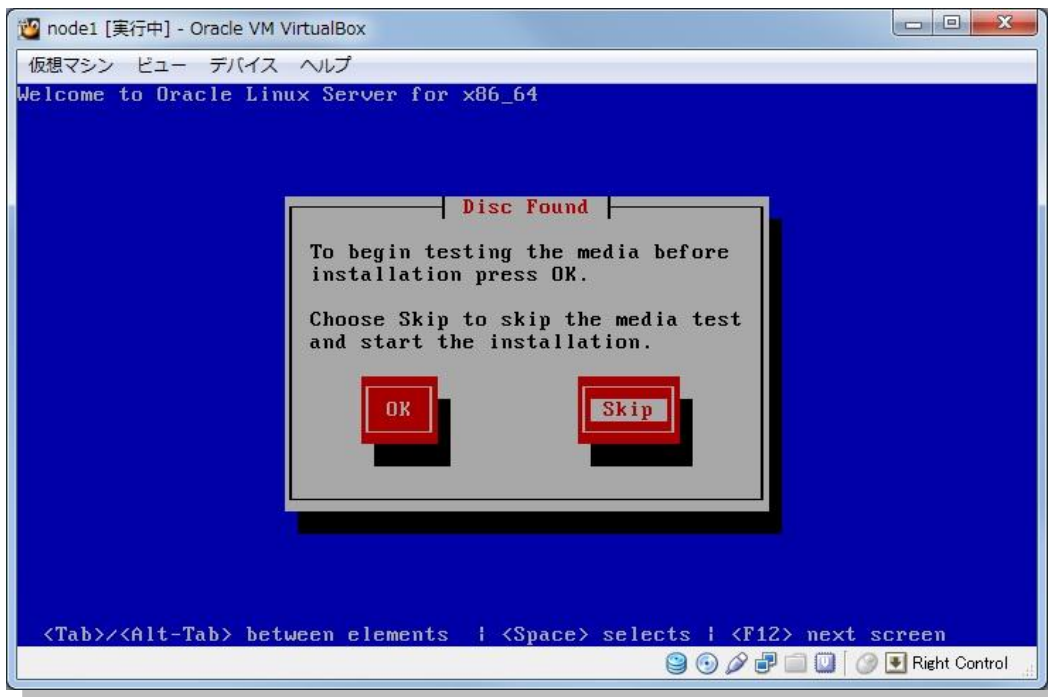 node1 [実行中] - Oracle VM VirtualBox
仮想マシン ビュー デバイス ヘルプ
Welcome to Oracle Linux Server for x86_64
Disc Found
To begin testing the media before
installation press OK.
Choose Skip to skip the media test
and start the installation.
OK Skip
<Tab>/<Alt-Tab> between elements | <Space> selects | <F12> next screen
Right Control